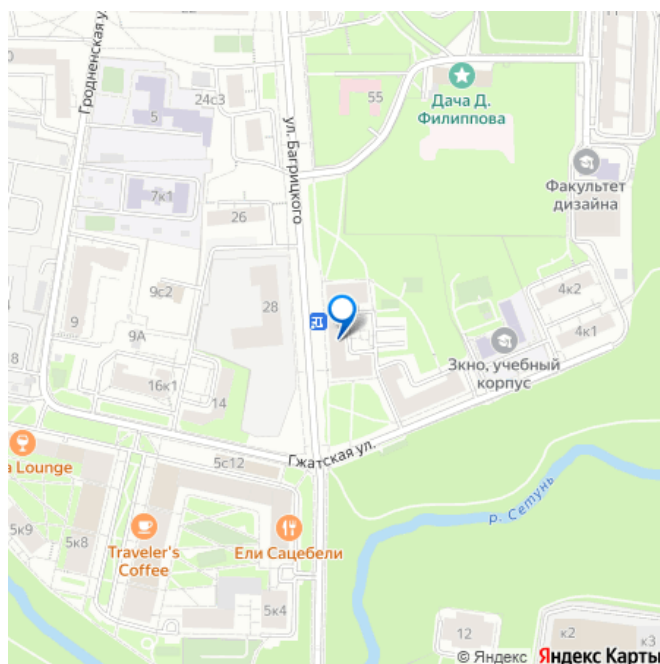 Гродненская у
24с3
5
ул. Багрицкого
55
Дача Д.
Филиппова
Факультет
дизайна
7к1
26
9с2
28
9
9А
8
4к2
4к1
Зкно, учебный
корпус
16к1
14
5с12
Гжатская ул.
a Lounge
5к9
5к8
Traveler's
Coffee
Ели Сацебели
5к4
р. Сетунь
12
к2
к3
© Яндекс Яндекс Карты